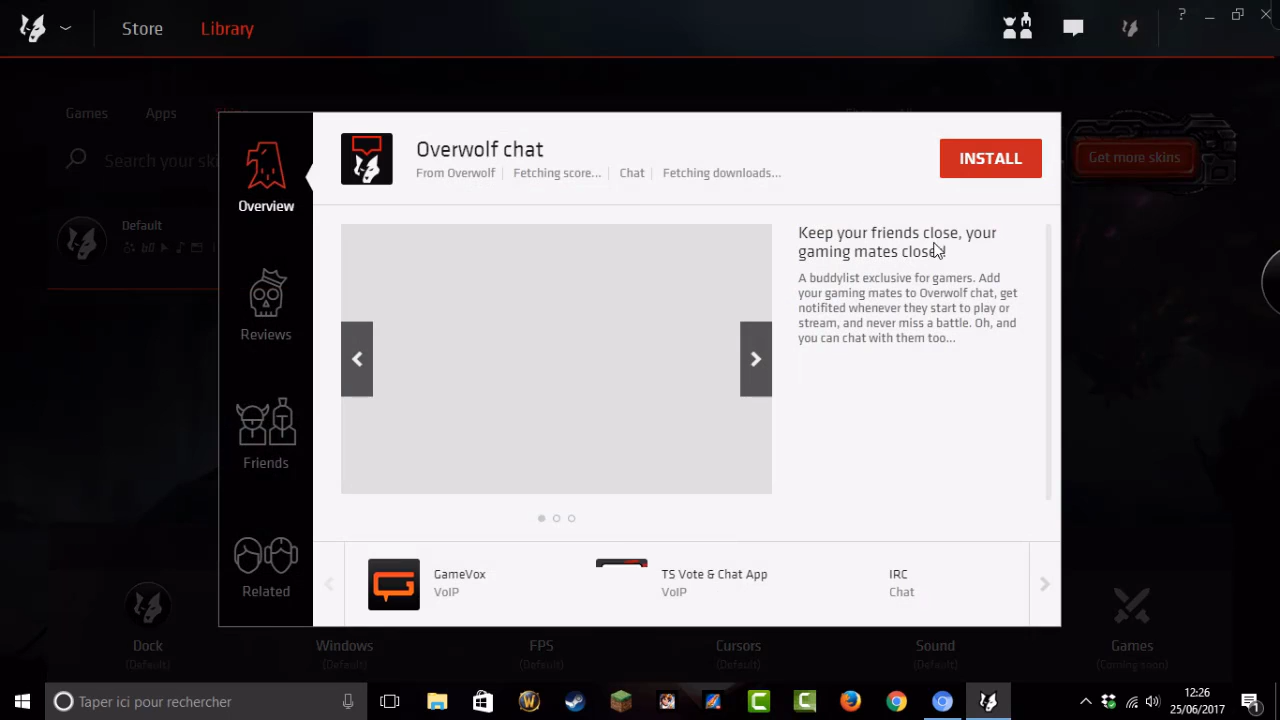 Store
Library
?
Games
Apps
Search your ski
Get more skins
Default
Overview
Reviews
Friends
Related
Overwolf chat
From Overwolf
Fetching score...
Chat
Fetching downloads...
INSTALL
Keep your friends close, your
gaming mates closer!
A buddylist exclusive for gamers. Add
your gaming mates to Overwolf chat, get
notifited whenever they start to play or
stream, and never miss a battle. Oh, and
you can chat with them too...
GameVox
VoIP
TS Vote & Chat App
VoIP
IRC
Chat
Dock
(Default)
Windows
(Default)
FPS
(Default)
Cursors
(Default)
Sound
(Default)
Games
(Coming soon)
Taper ici pour rechercher
12:26
25/06/2017
1